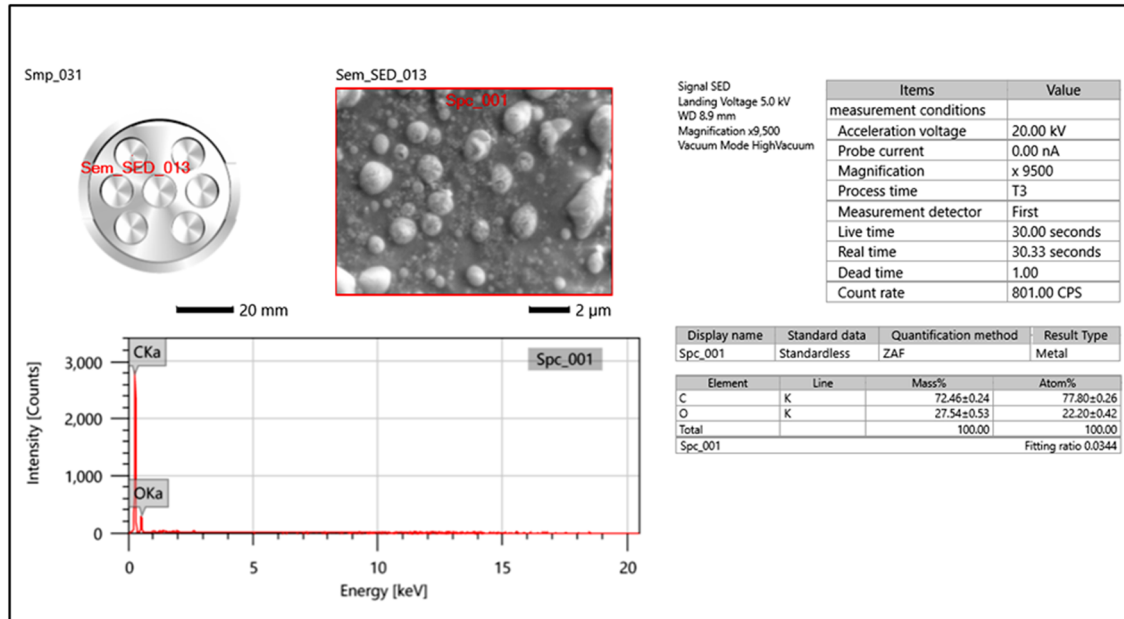 Smp_031
Sem_SED_013
20 mm
Sem_SED_013
Spc_001
2 µm
Signal SED
Landing Voltage 5.0 kV
WD 8.9 mm
Magnification x9,500
Vacuum Mode HighVacuum
Items Value
measurement conditions
Acceleration voltage 20.00 kV
Probe current 0.00 nA
Magnification x 9500
Process time T3
Measurement detector First
Live time 30.00 seconds
Real time 30.33 seconds
Dead time 1.00
Count rate 801.00 CPS
Intensity [Counts]
3,000
2,000
1,000
0
CKa
OKa
Spc_001
0 5 10 15 20
Energy [keV]
Display name Standard data Quantification method Result Type
Spc_001 Standardless ZAF Metal
Element Line Mass% Atom%
C K 72.46±0.24 77.80±0.26
O K 27.54±0.53 22.20±0.42
Total 100.00 100.00
Spc_001 Fitting ratio 0.0344